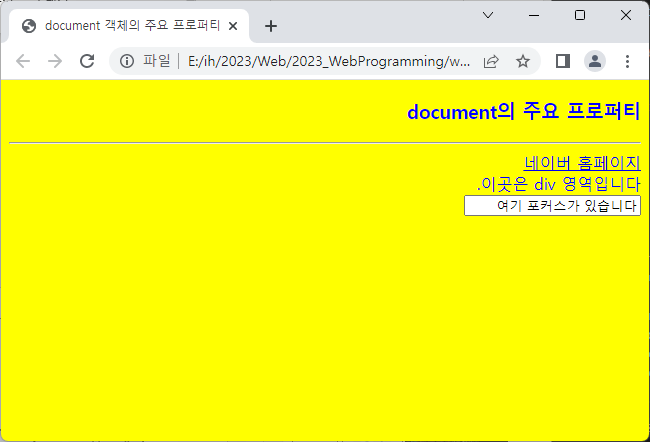 document 객체의 주요 프로퍼티
파일 E:/ih/2023/Web/2023_WebProgramming/w...
document의 주요 프로퍼티
네이버 홈페이지
.이곳은 div 영역입니다
여기 포커스가 있습니다